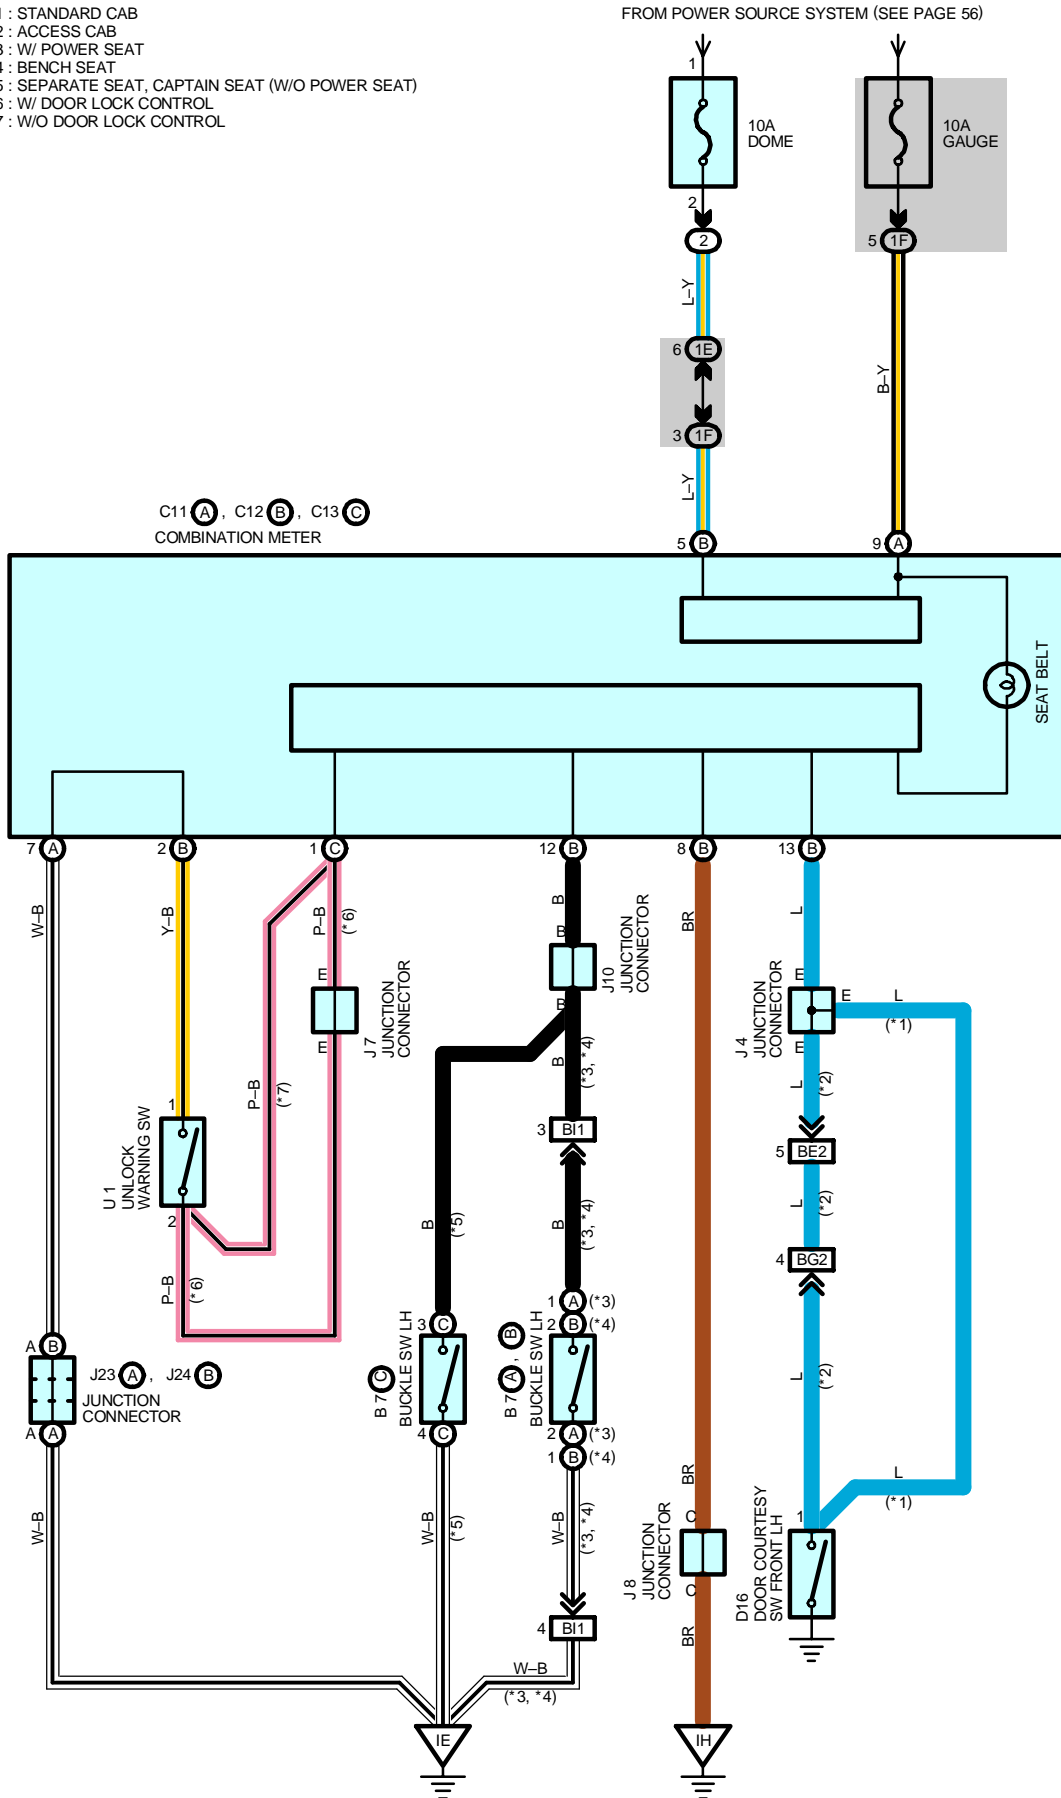 1 : STANDARD CAB
2 : ACCESS CAB
3 : W/ POWER SEAT
4 : BENCH SEAT
5 : SEPARATE SEAT, CAPTAIN SEAT (W/O POWER SEAT)
6 : W/ DOOR LOCK CONTROL
7 : W/O DOOR LOCK CONTROL
FROM POWER SOURCE SYSTEM (SEE PAGE 56)
1
10A
DOME
10A
GAUGE
2
2
5 1F
L–Y
6 1E
B–Y
3 1F
L–Y
C11 A , C12 B , C13 C
COMBINATION METER
5 B
9 A
SEAT BELT
7 A
2 B
1 C
12 B
8 B
13 B
W–B
Y–B
P–B
(*6)
B
BR
L
E
J 7
JUNCTION
CONNECTOR
E
B
J10
JUNCTION
CONNECTOR
B
E
J 4
JUNCTION
CONNECTOR
E
E
L
(*1)
P–B
(*7)
B
(*3, *4)
L
(*2)
1
U 1
UNLOCK
WARNING SW
2
3 BI1
5 BE2
B
(*5)
B
(*3, *4)
L
(*2)
4 BG2
P–B
(*6)
1 A (*3)
2 B (*4)
3 C
B 7 C
BUCKLE SW LH
4 C
B 7 A , B
BUCKLE SW LH
2 A (*3)
1 B (*4)
L
(*2)
A B
J23 A , J24 B
JUNCTION
CONNECTOR
A A
W–B
W–B
(*5)
W–B
(*3, *4)
BR
C
J 8
JUNCTION
CONNECTOR
C
BR
L
(*1)
1
D16
DOOR COURTESY
SW FRONT LH
4 BI1
W–B
(*3, *4)
IE
IH